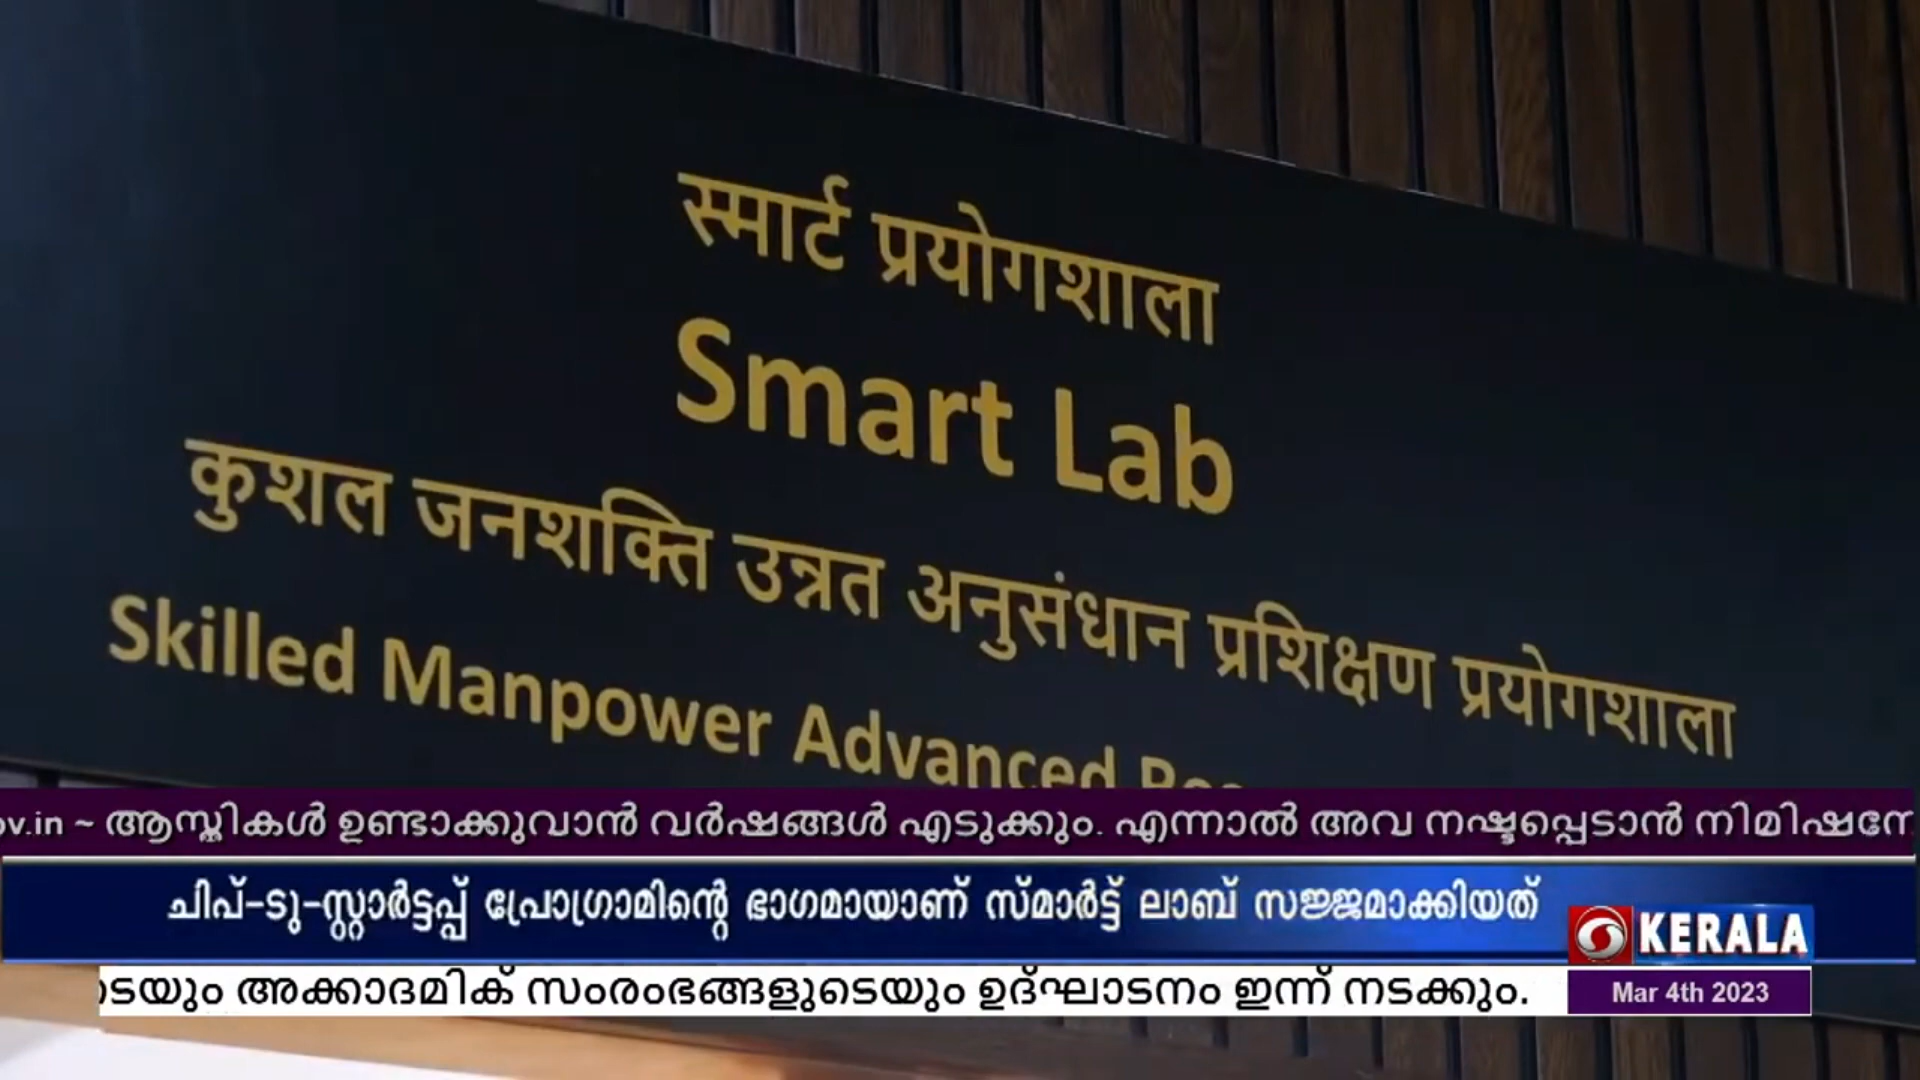 स्मार्ट प्रयोगशाला
Smart Lab
कुशल जनशक्ति उन्नत अनुसंधान प्रशिक्षण प्रयोगशाला
Skilled Manpower Advanced
ov.in ~ ആസ്തികൾ ഉണ്ടാക്കുവാൻ വർഷങ്ങൾ എടുക്കും. എന്നാൽ അവ നഷ്ടപ്പെടാൻ
ചിപ്-ടു-സ്റ്റാർട്ടപ്പ് പ്രോഗ്രാമിന്റെ ഭാഗമായാണ് സ്മാർട്ട് ലാബ് സജ്ജമാക്കിയത്
KERALA
അക്കാദമിക് സംരംഭങ്ങളുടെയും ഉദ്ഘാടനം ഇന്ന് നടക്കും.
Mar 4th 2023